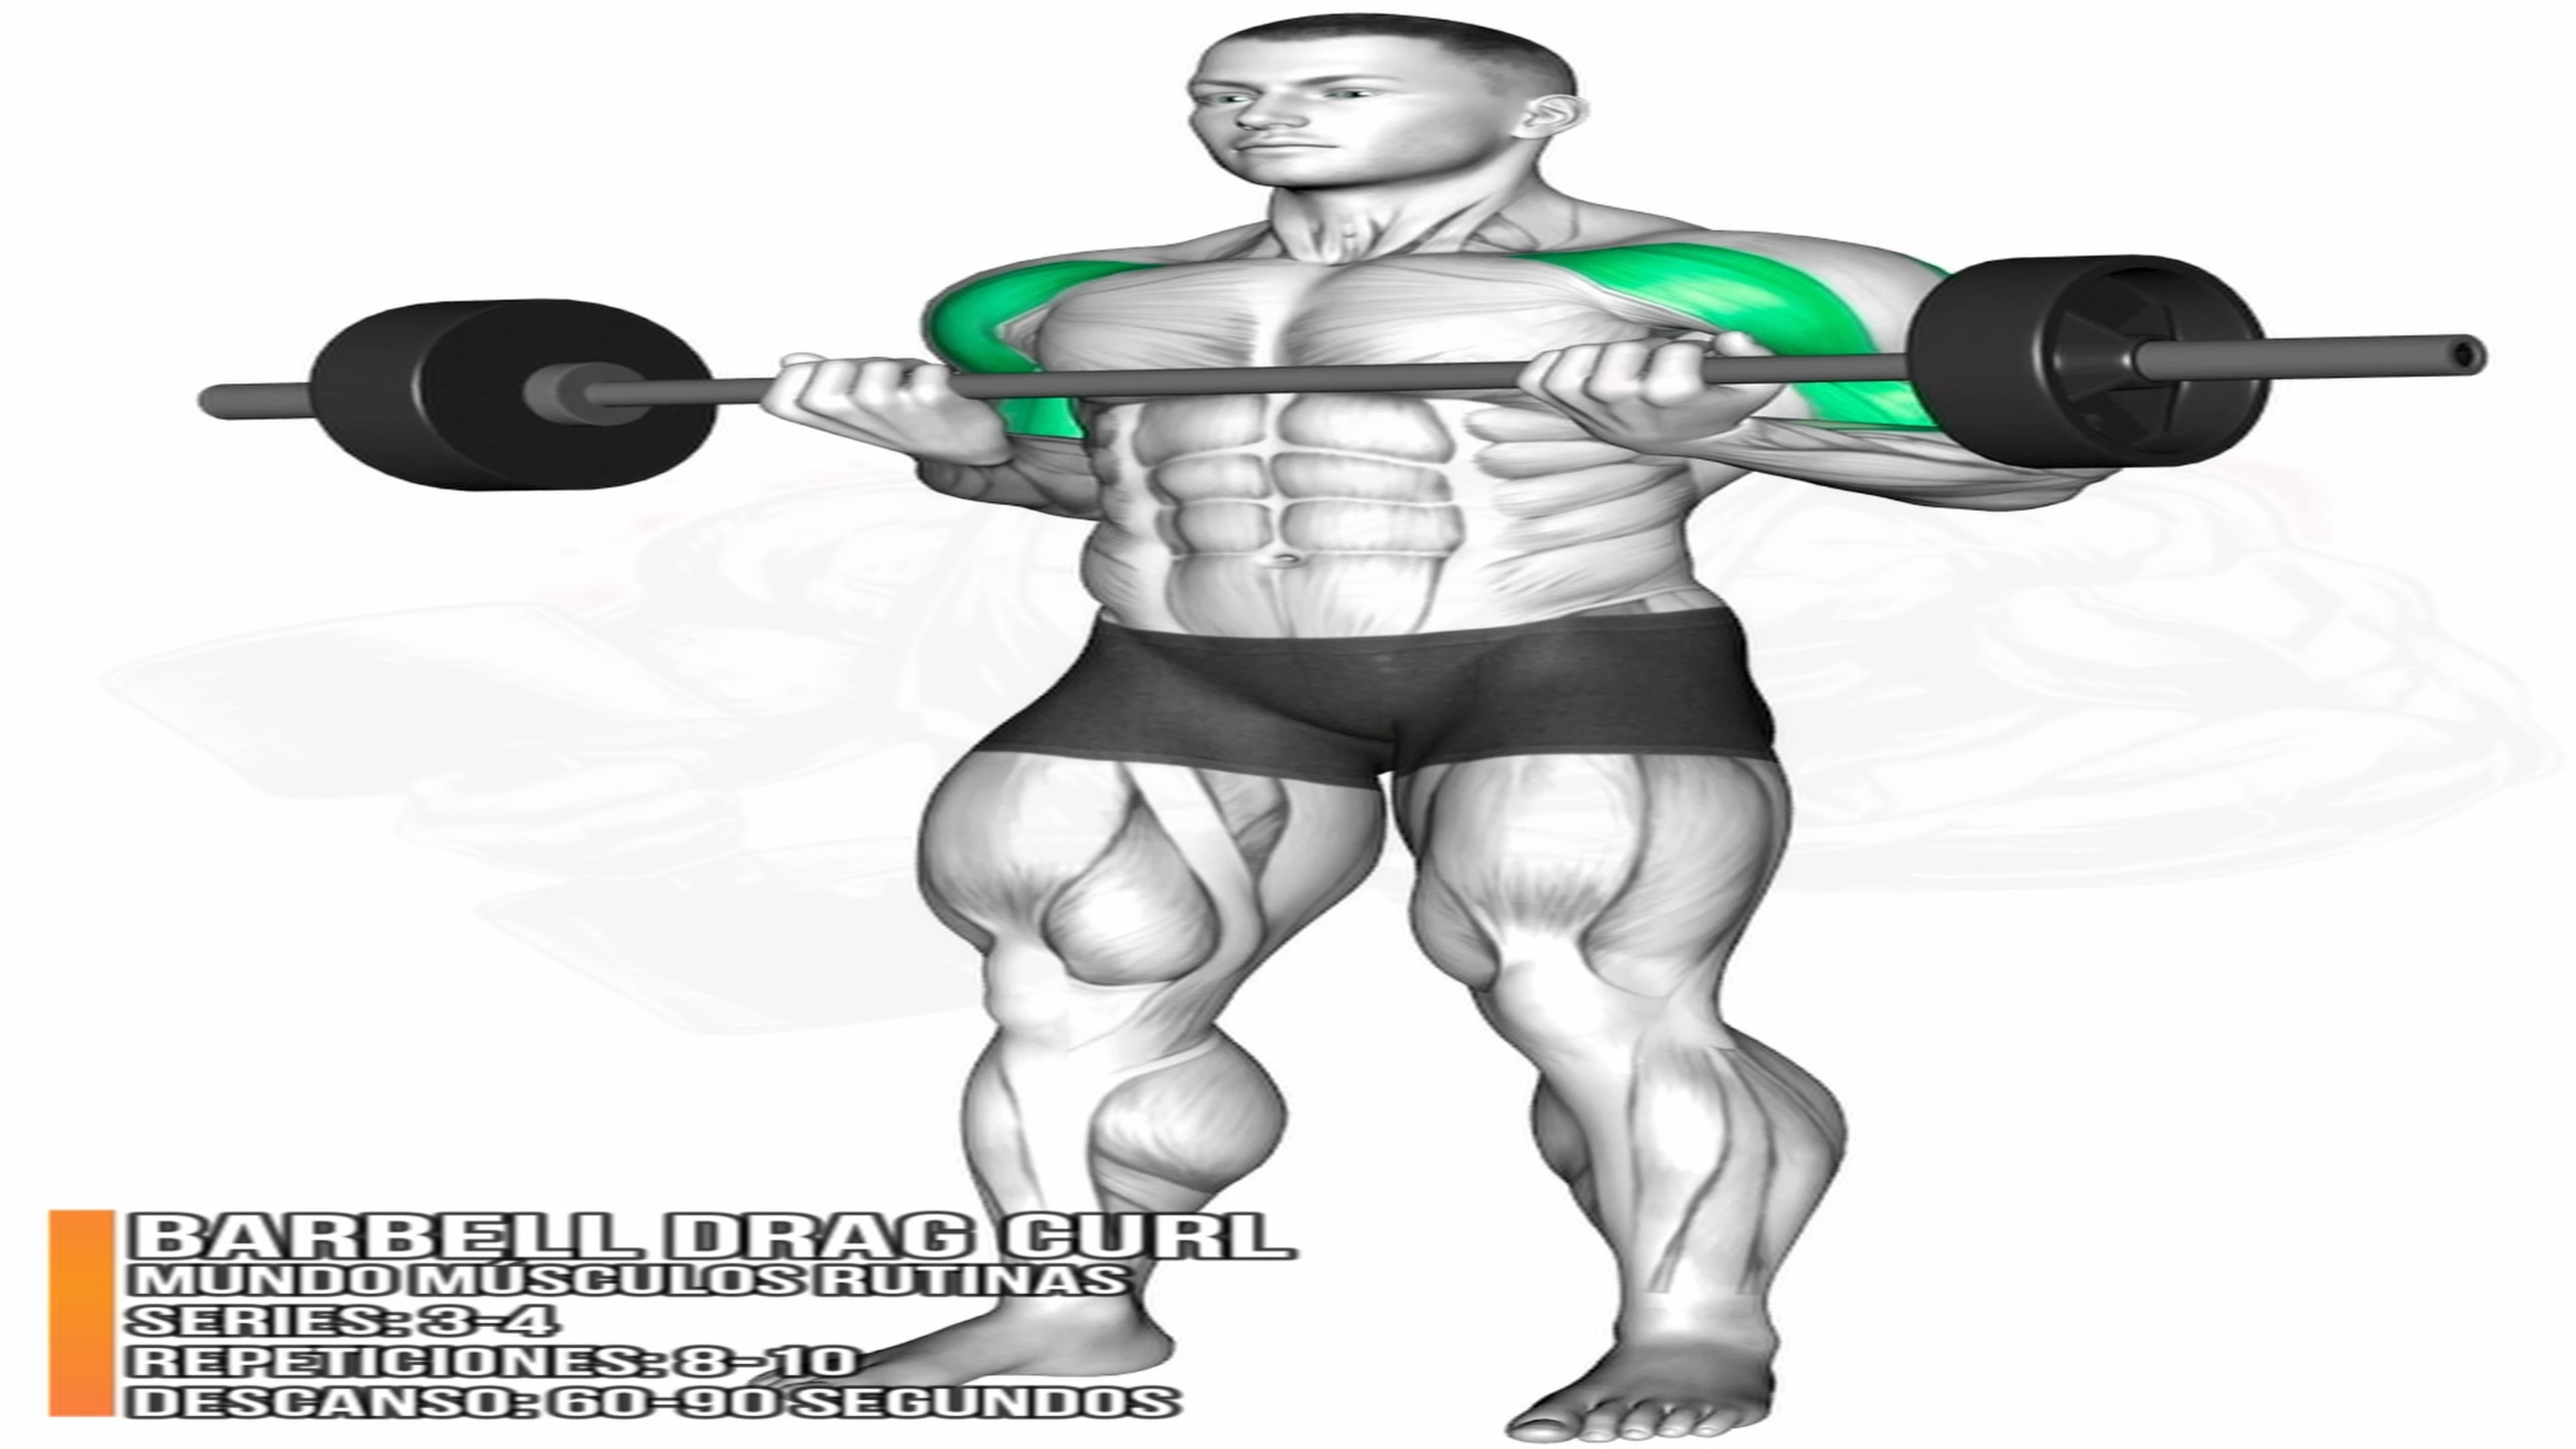 BARBELL DRAG CURL
MUNDO MÚSCULOS RUTINAS
SERIES: 3-4
REPETICIONES: 8-10
DESCANSO: 60-90 SEGUNDOS